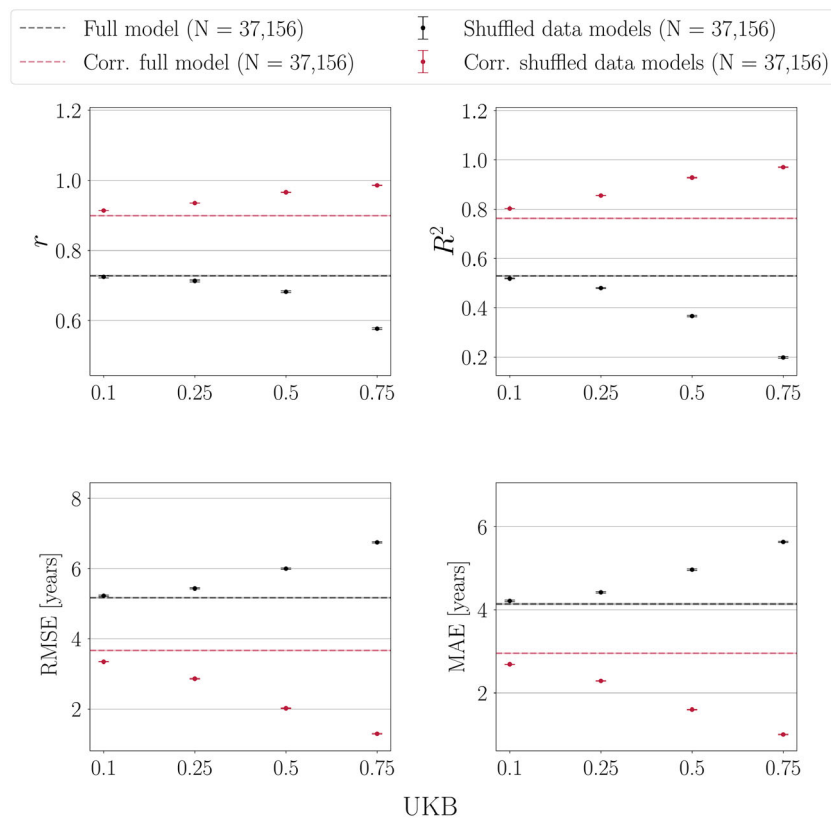 Full model (N = 37,156)
Shuffled data models (N = 37,156)
Corr. full model (N = 37,156)
Corr. shuffled data models (N = 37,156)
1.2
1.0
0.8
0.6
r
0.1 0.25 0.5 0.75
1.2
1.0
0.8
0.6
0.4
0.2
R²
0.1 0.25 0.5 0.75
8
6
4
2
RMSE [years]
0.1 0.25 0.5 0.75
6
4
2
MAE [years]
0.1 0.25 0.5 0.75
UKB